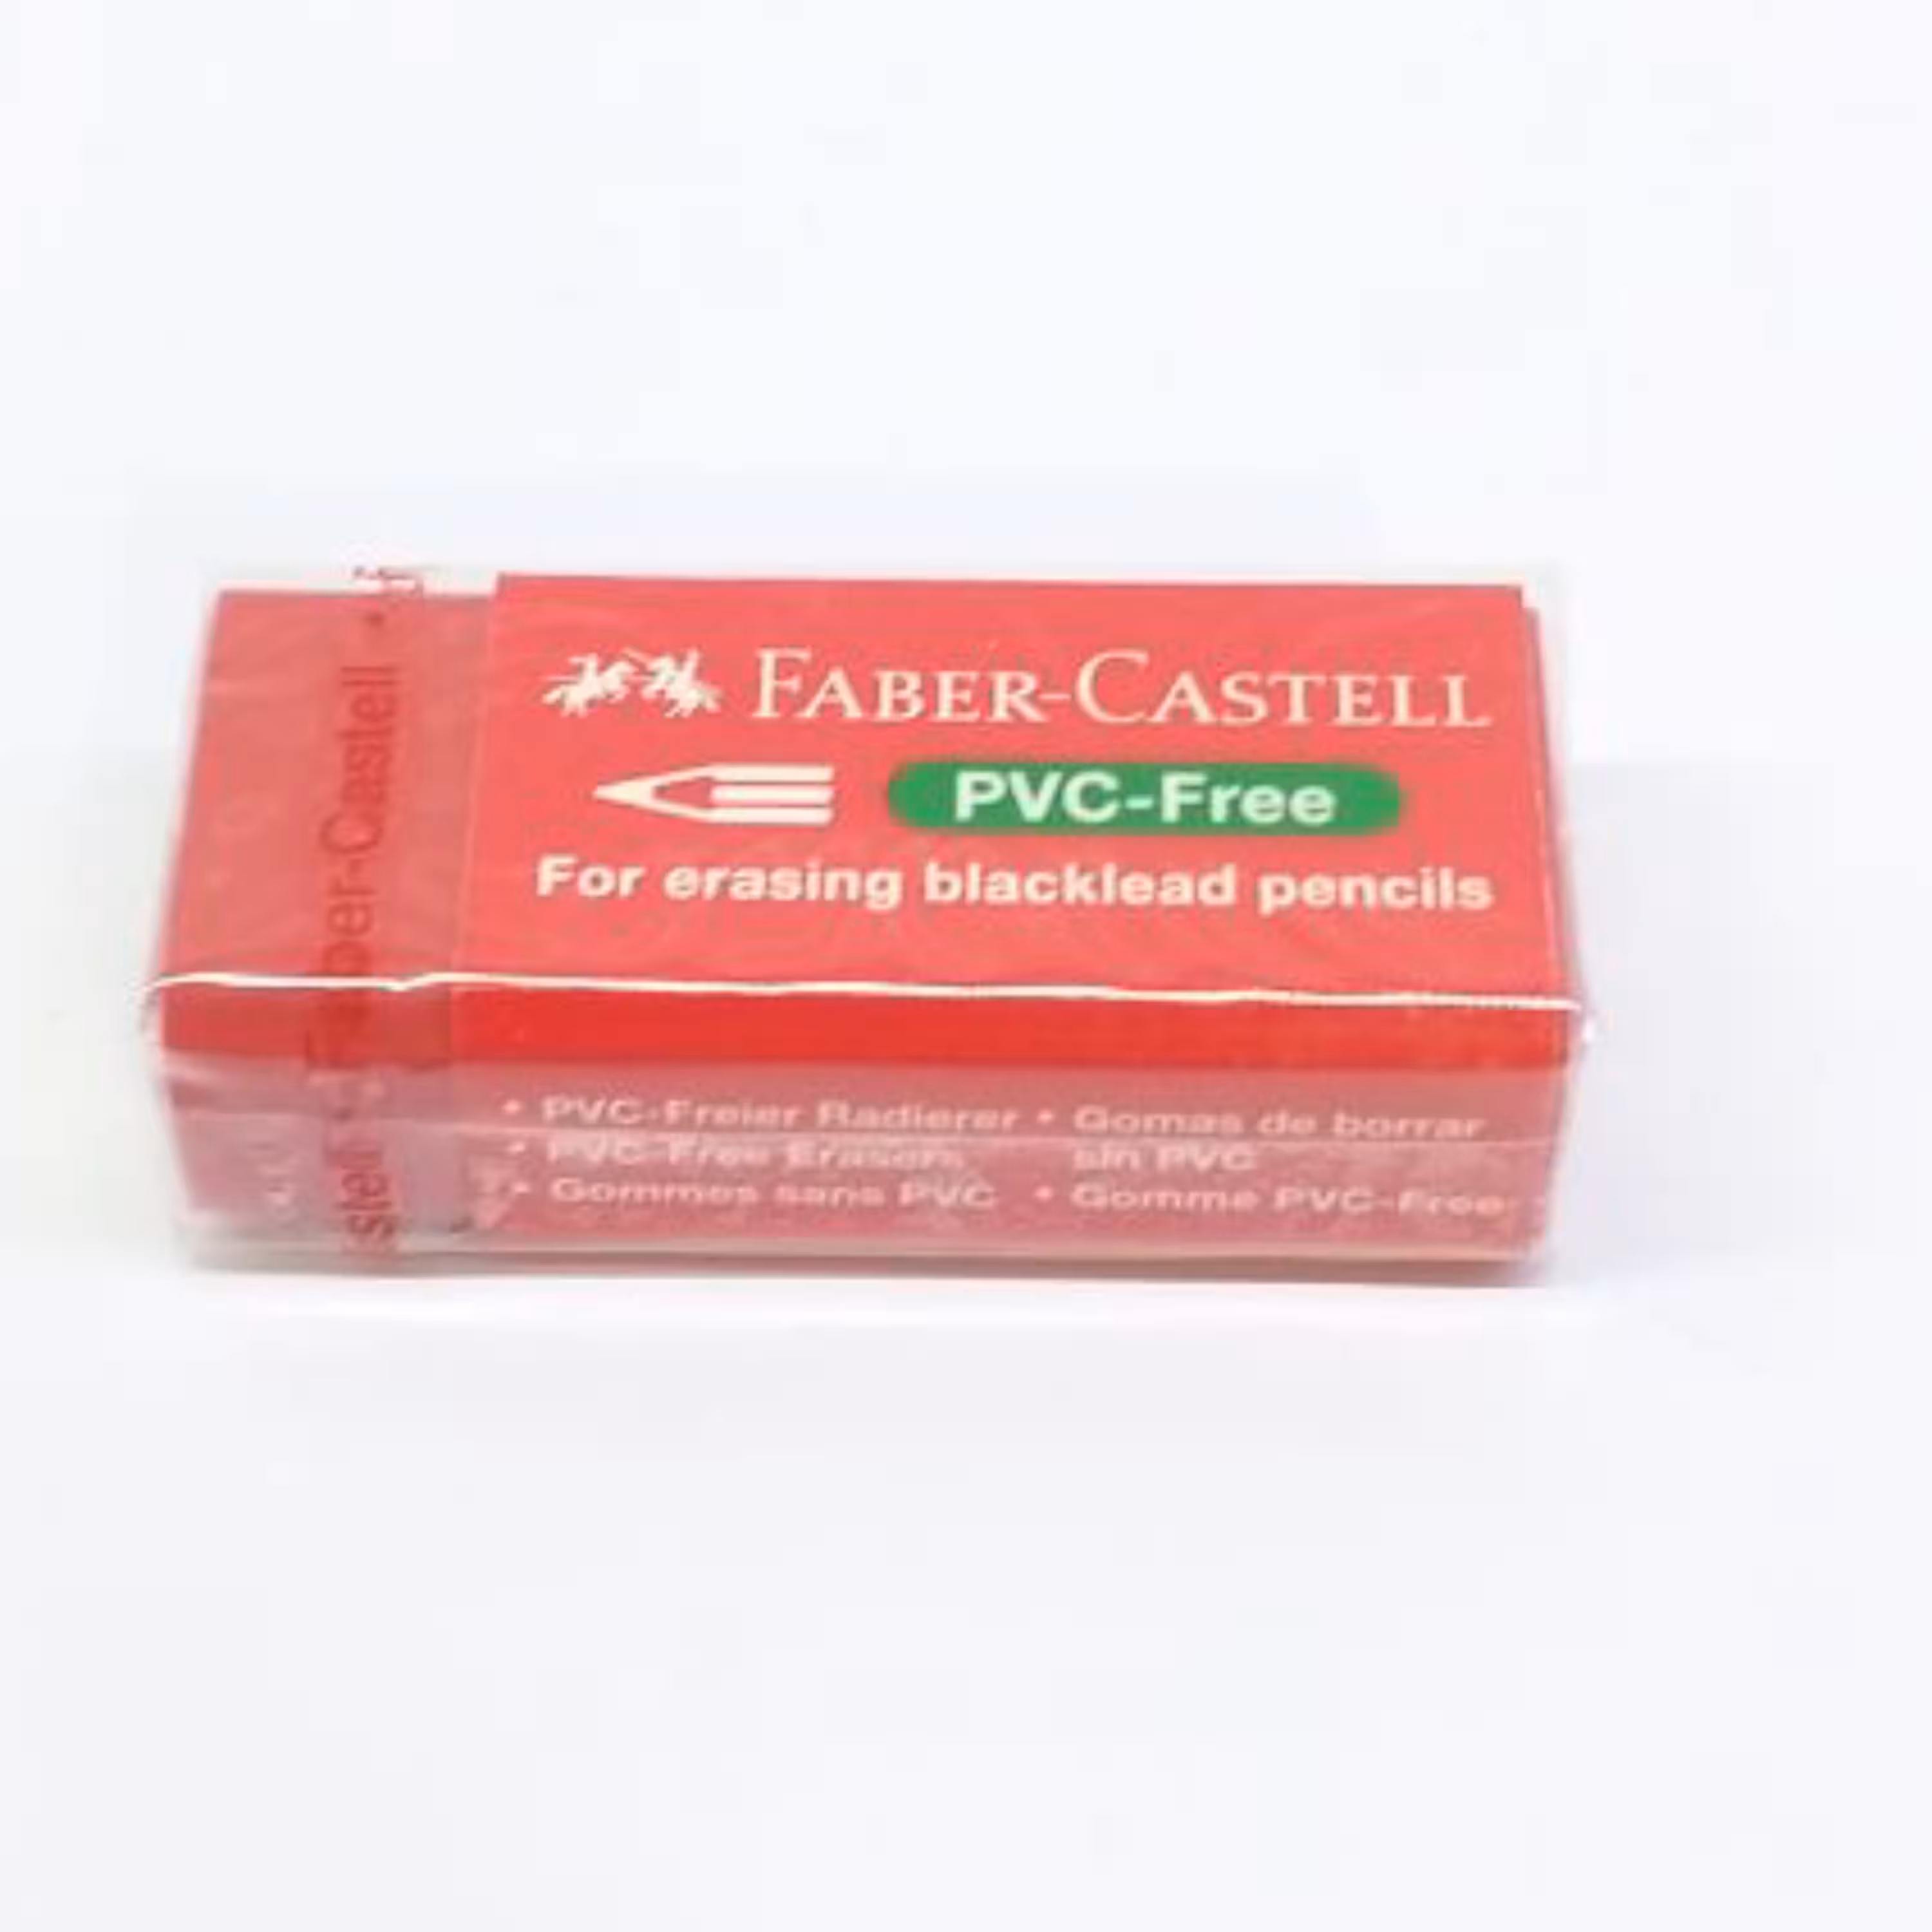 FABER-CASTELL
PVC-Free
For erasing blacklead pencils
Faber-Castell
stell
• PVC-Freier Radierer
• PVC-Free Erasers
• Gommes sans PVC
• Gomas de borrar
sin PVC
• Gomme PVC-Free